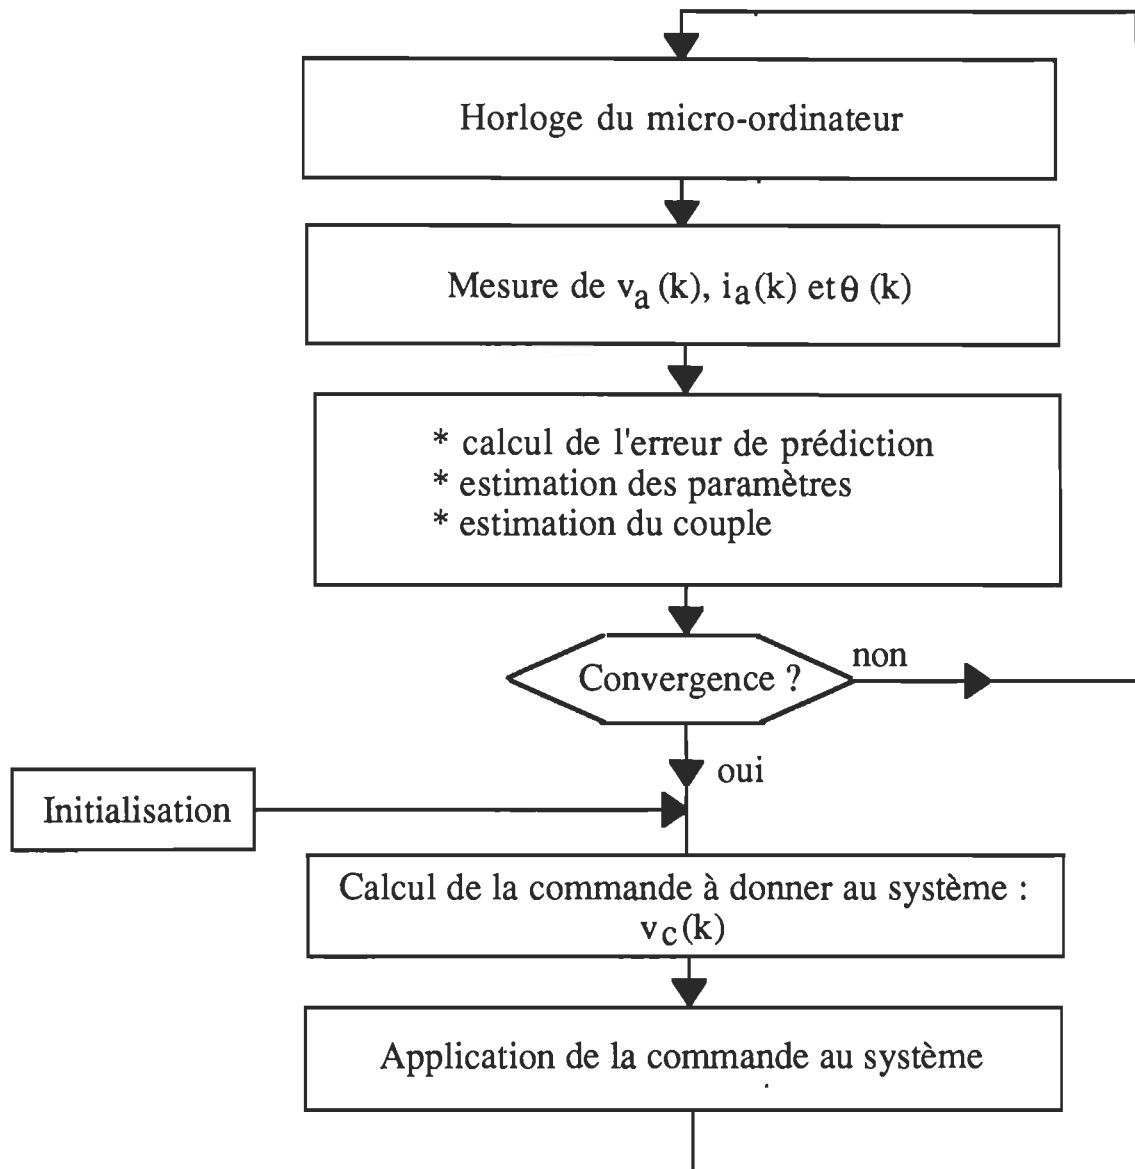 Horloge du micro-ordinateur
Mesure de va (k), ia(k) et θ (k)
* calcul de l'erreur de prédiction
* estimation des paramètres
* estimation du couple
Convergence ?
non
oui
Initialisation
Calcul de la commande à donner au système :
vc(k)
Application de la commande au système